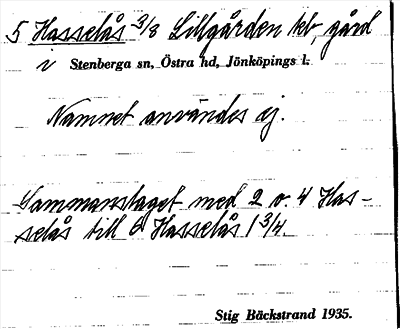 5 Hasselås 3/8 Lillgården kb, gård
i Stenberga sn, Östra hd, Jönköpings l.
Namnet användes ej.
Sammanslaget med 2 o. 4 Has-
selås till 6 Hasselås 1 3/4.
Stig Bäckstrand 1935.